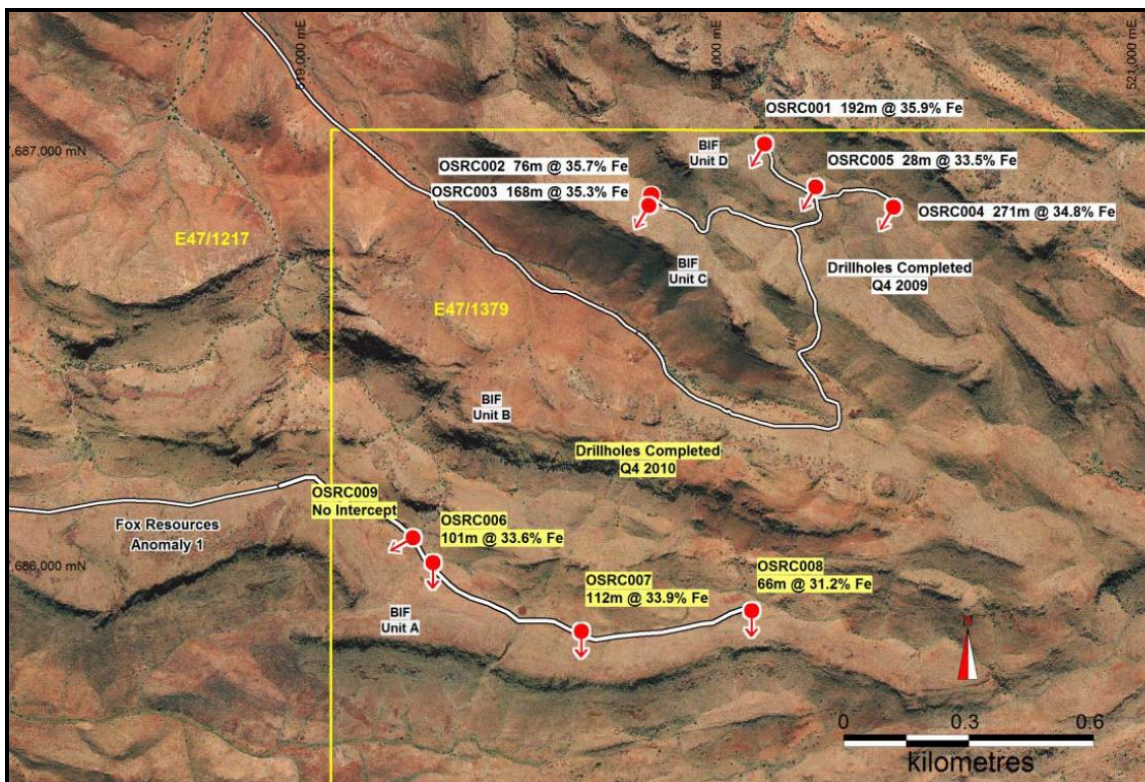 519,000 mE
520,000 mE
521,000 mE
OSRC001 192m @ 35.9% Fe
7,687,000 mN
BIF
Unit D
OSRC002 76m @ 35.7% Fe
OSRC005 28m @ 33.5% Fe
OSRC003 168m @ 35.3% Fe
OSRC004 271m @ 34.8% Fe
E47/1217
BIF
Unit C
Drillholes Completed
Q4 2009
E47/1379
BIF
Unit B
Drillholes Completed
Q4 2010
OSRC009
No Intercept
OSRC006
101m @ 33.6% Fe
Fox Resources
Anomaly 1
7,686,000 mN
OSRC007
112m @ 33.9% Fe
OSRC008
66m @ 31.2% Fe
BIF
Unit A
0 0.3 0.6
kilometres